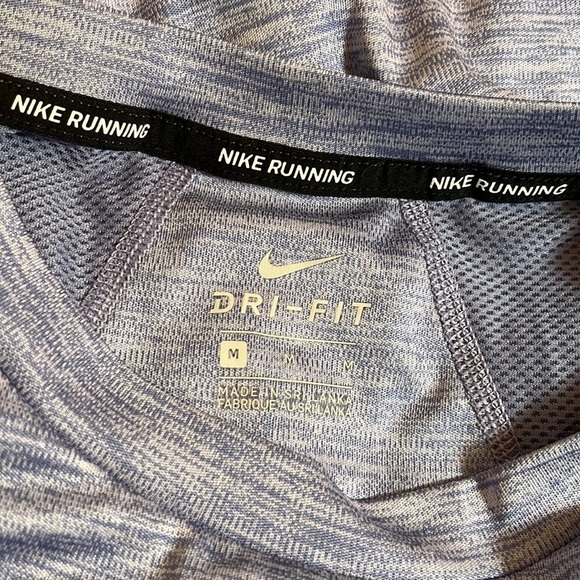 NIKE RUNNING NIKE RUNNING NIKE RUNNING
DRI-FIT
M M M
MADE IN SRI LANKA
FABRIQUE AU SRI LANKA